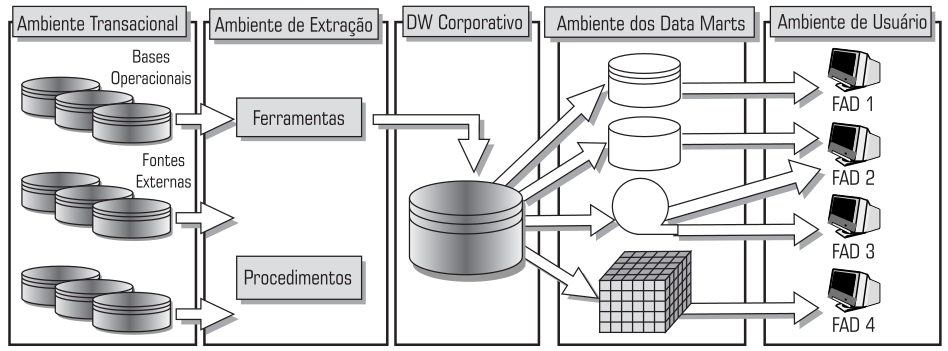 Ambiente Transacional
Ambiente de Extração
DW Corporativo
Ambiente dos Data Marts
Ambiente de Usuário
Bases
Operacionais
Ferramentas
Fontes
Externas
Procedimentos
FAD 1
FAD 2
FAD 3
FAD 4